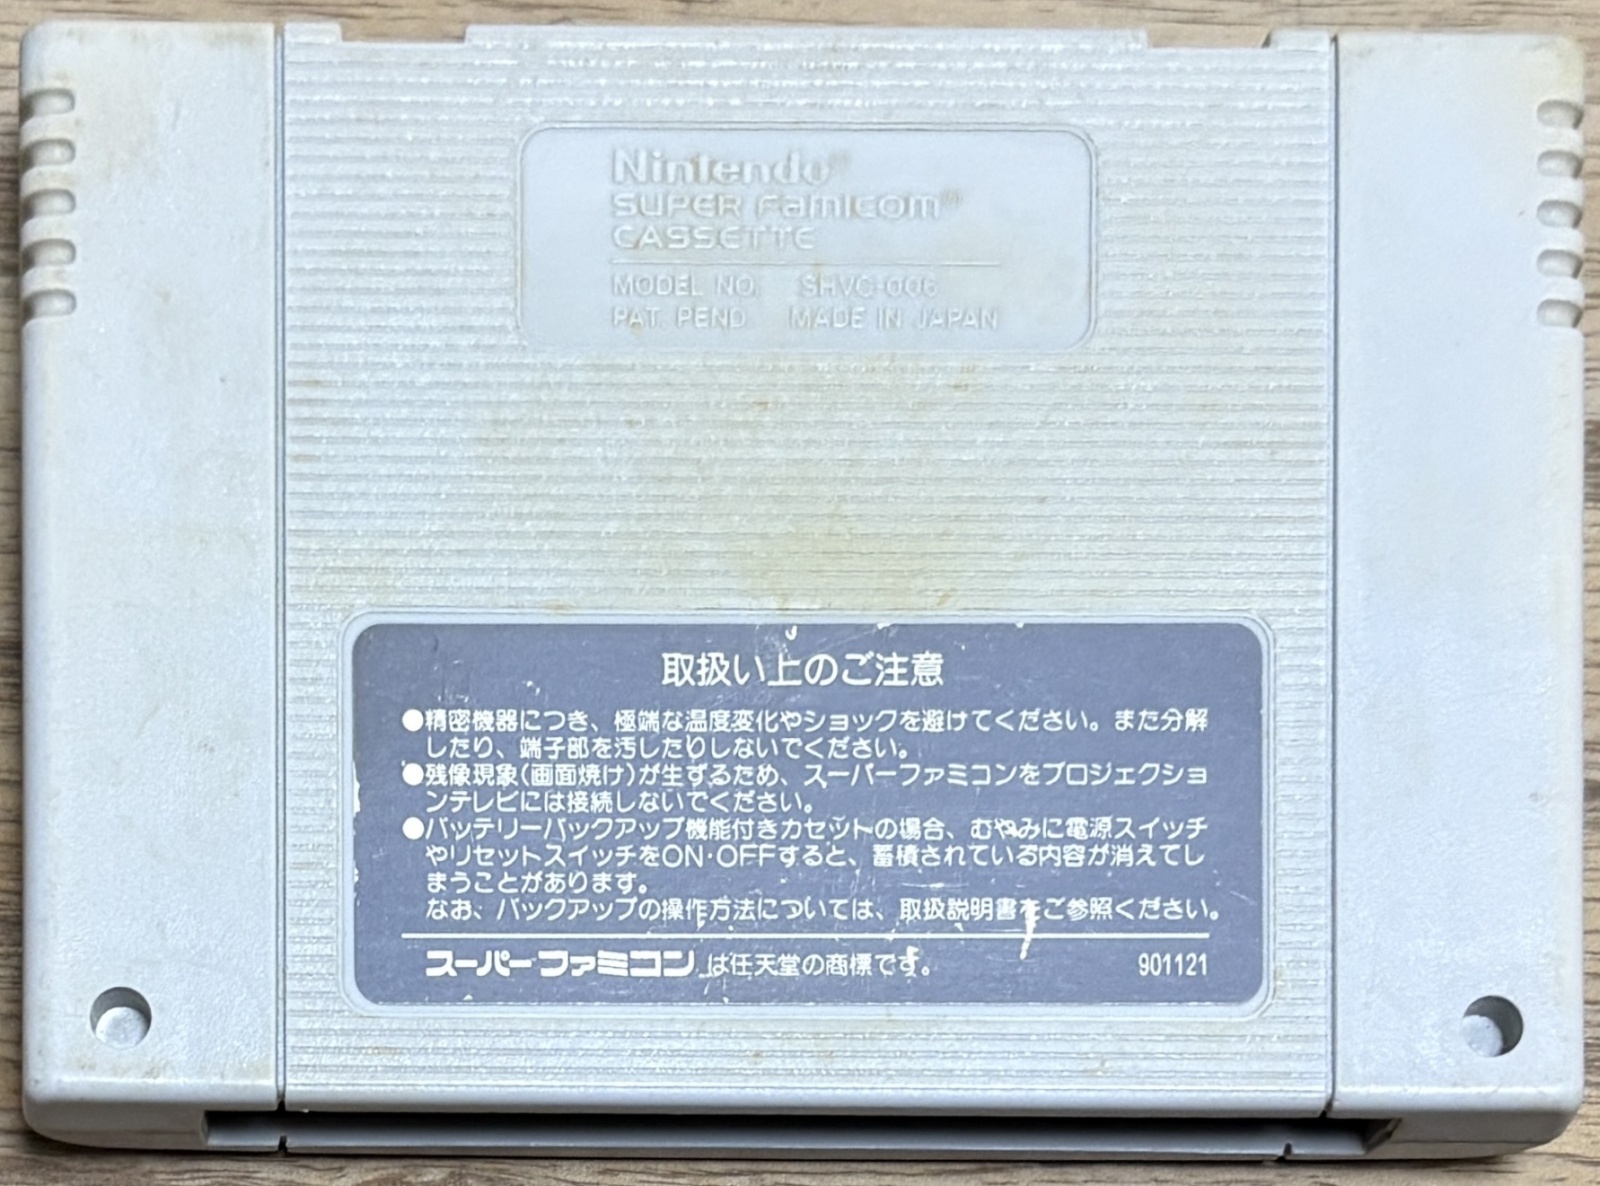 Nintendo®
SUPER FAMICOM™
CASSETTE
MODEL NO. SHVC-006
PAT. PEND. MADE IN JAPAN
取扱い上のご注意
●精密機器につき、極端な温度変化やショックを避けてください。また分解
したり、端子部を汚したりしないでください。
●残像現象(画面焼け)が生ずるため、スーパーファミコンをプロジェクショ
ンテレビには接続しないでください。
●バッテリーバックアップ機能付きカセットの場合、むやみに電源スイッチ
やリセットスイッチをON·OFFすると、蓄積されている内容が消えてし
まうことがあります。
なお、バックアップの操作方法については、取扱説明書をご参照ください。
スーパーファミコンは任天堂の商標です。 901121